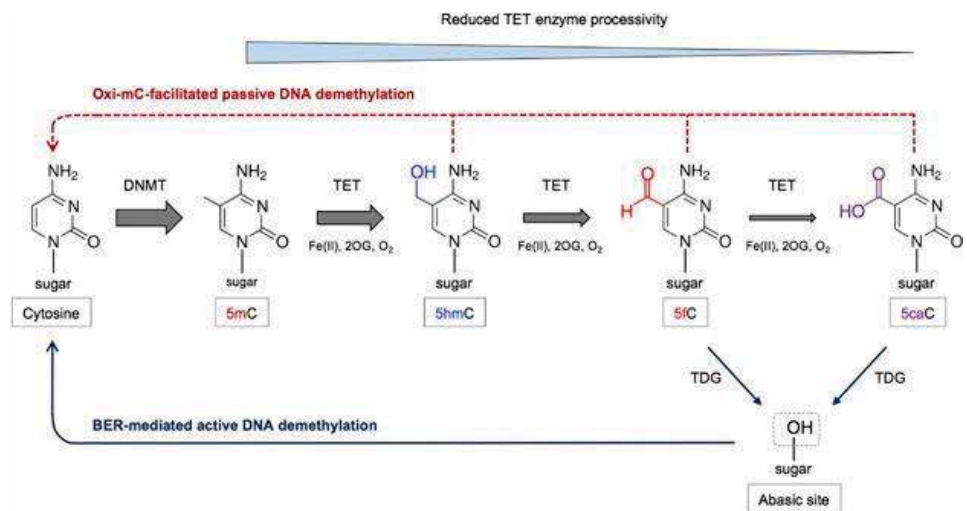 Reduced TET enzyme processivity
Oxi-mC-facilitated passive DNA demethylation
NH2 N N O sugar Cytosine
DNMT
NH2 N N O sugar 5mC
TET
Fe(II), 2OG, O2
OH NH2 N N O sugar 5hmC
TET
Fe(II), 2OG, O2
O H NH2 N N O sugar 5fC
TET
Fe(II), 2OG, O2
O HO NH2 N N O sugar 5caC
TDG
TDG
BER-mediated active DNA demethylation
OH
sugar
Abasic site